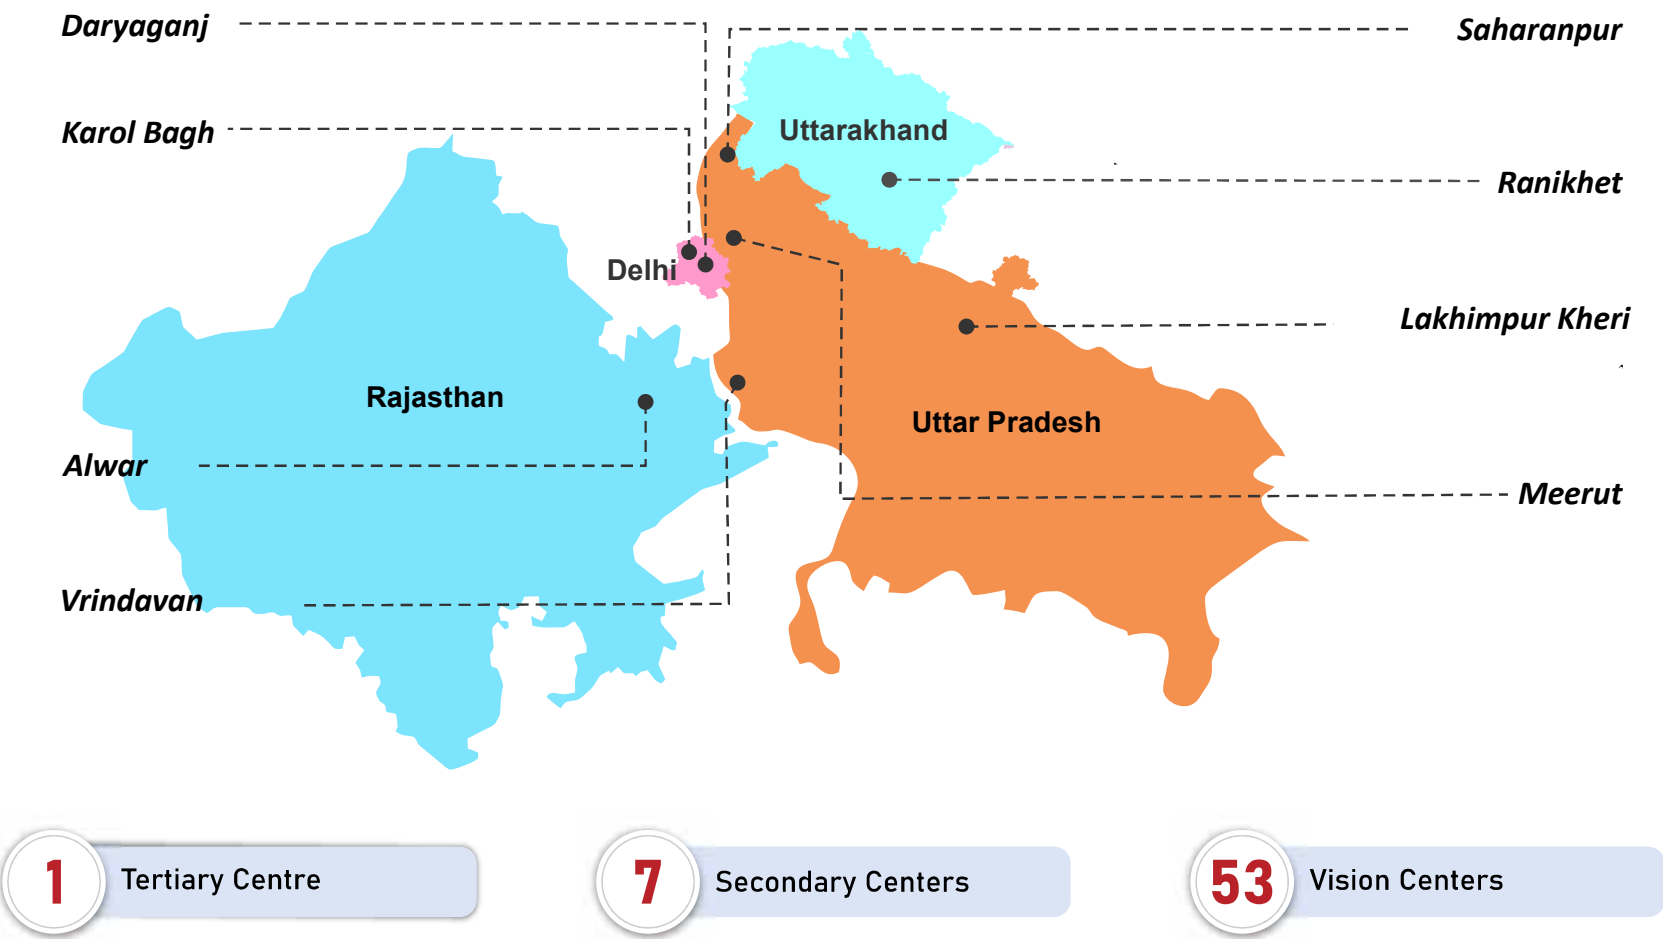 Daryaganj
Saharanpur
Karol Bagh
Uttarakhand
Ranikhet
Delhi
Lakhimpur Kheri
Rajasthan
Uttar Pradesh
Alwar
Meerut
Vrindavan
1 Tertiary Centre
7 Secondary Centers
53 Vision Centers